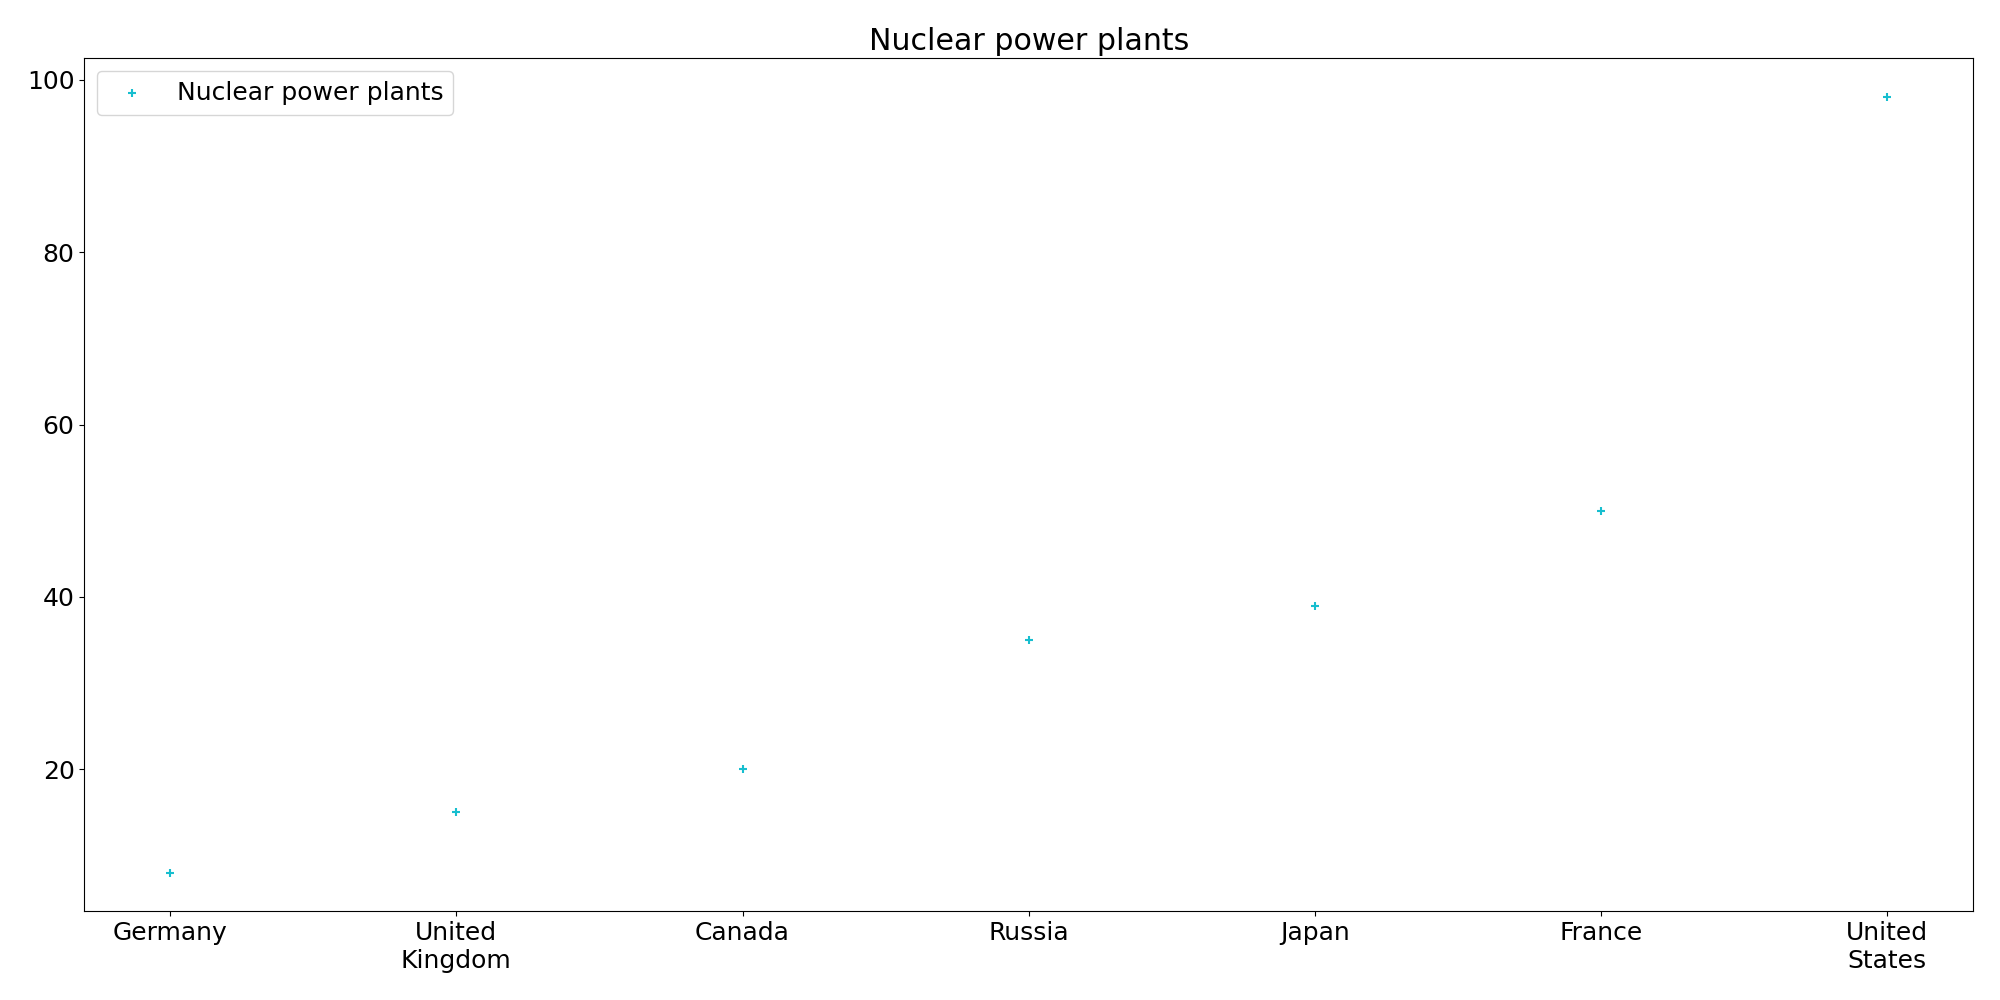 Nuclear power plants
Nuclear power plants
100
80
60
40
20
Germany
United
Kingdom
Canada
Russia
Japan
France
United
States